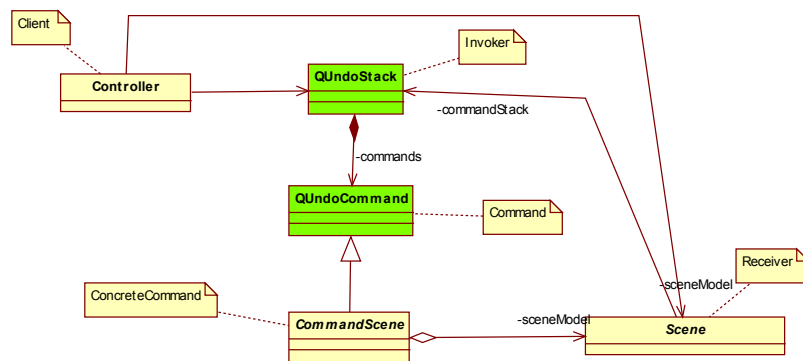 Client
Controller
QUndoStack
Invoker
-commandStack
-commands
QUndoCommand
Command
Receiver
ConcreteCommand
CommandScene
-sceneModel
-sceneModel
Scene